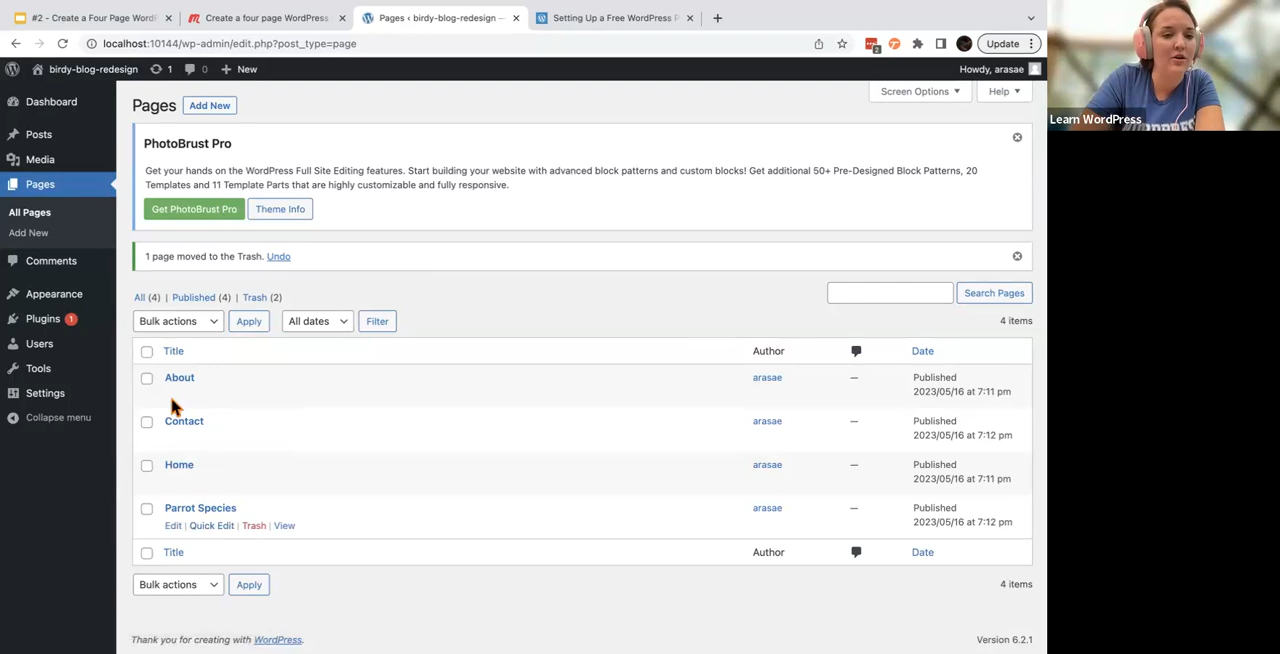 #2 - Create a Four Page WordP
Create a four page WordPress
Pages ‹ birdy-blog-redesign —
Setting Up a Free WordPress P
localhost:10144/wp-admin/edit.php?post_type=page
2
Update
birdy-blog-redesign
1
0
New
Howdy, arasae
Dashboard
Posts
Media
Pages
All Pages
Add New
Comments
Appearance
Plugins 1
Users
Tools
Settings
Collapse menu
Pages
Add New
Screen Options
Help
PhotoBrust Pro
Get your hands on the WordPress Full Site Editing features. Start building your website with advanced block patterns and custom blocks! Get additional 50+ Pre-Designed Block Patterns, 20
Templates and 11 Template Parts that are highly customizable and fully responsive.
Get PhotoBrust Pro
Theme Info
1 page moved to the Trash. Undo
All (4) | Published (4) | Trash (2)
Search Pages
Bulk actions
Apply
All dates
Filter
4 items
Title
Author
Date
About
arasae
—
Published
2023/05/16 at 7:11 pm
Contact
arasae
—
Published
2023/05/16 at 7:12 pm
Home
arasae
—
Published
2023/05/16 at 7:11 pm
Parrot Species
arasae
—
Published
2023/05/16 at 7:12 pm
Edit | Quick Edit | Trash | View
Title
Author
Date
Bulk actions
Apply
4 items
Thank you for creating with WordPress.
Version 6.2.1
Learn WordPress